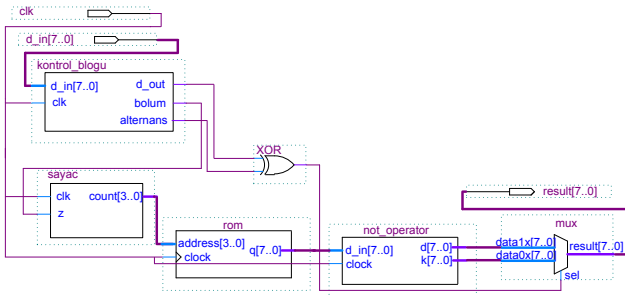 clk
d_in[7..0]
kontrol_blogu
d_in[7..0] d_out
clk bolum
alternans
XOR
sayac
clk count[3..0]
z
result[7..0]
rom
address[3..0] q[7..0]
clock
not_operator
d_in[7..0] d[7..0]
k[7..0]
clock
mux
data1x[7..0]
data0x[7..0]
result[7..0]
sel